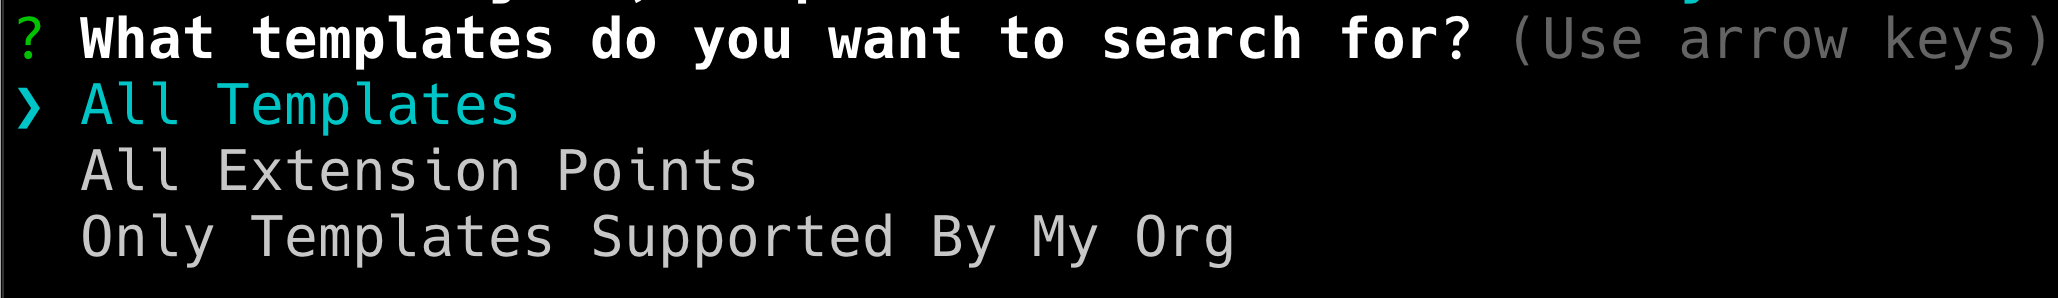 ? What templates do you want to search for? (Use arrow keys)
❯ All Templates
All Extension Points
Only Templates Supported By My Org